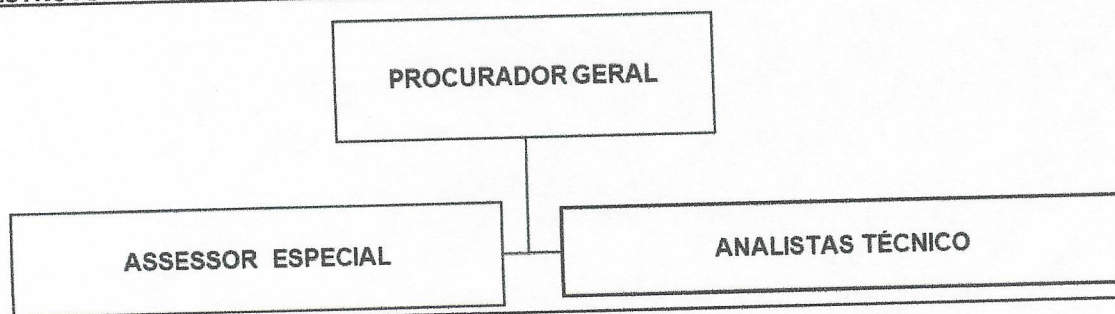 PROCURADOR GERAL
ASSESSOR ESPECIAL
ANALISTAS TÉCNICO